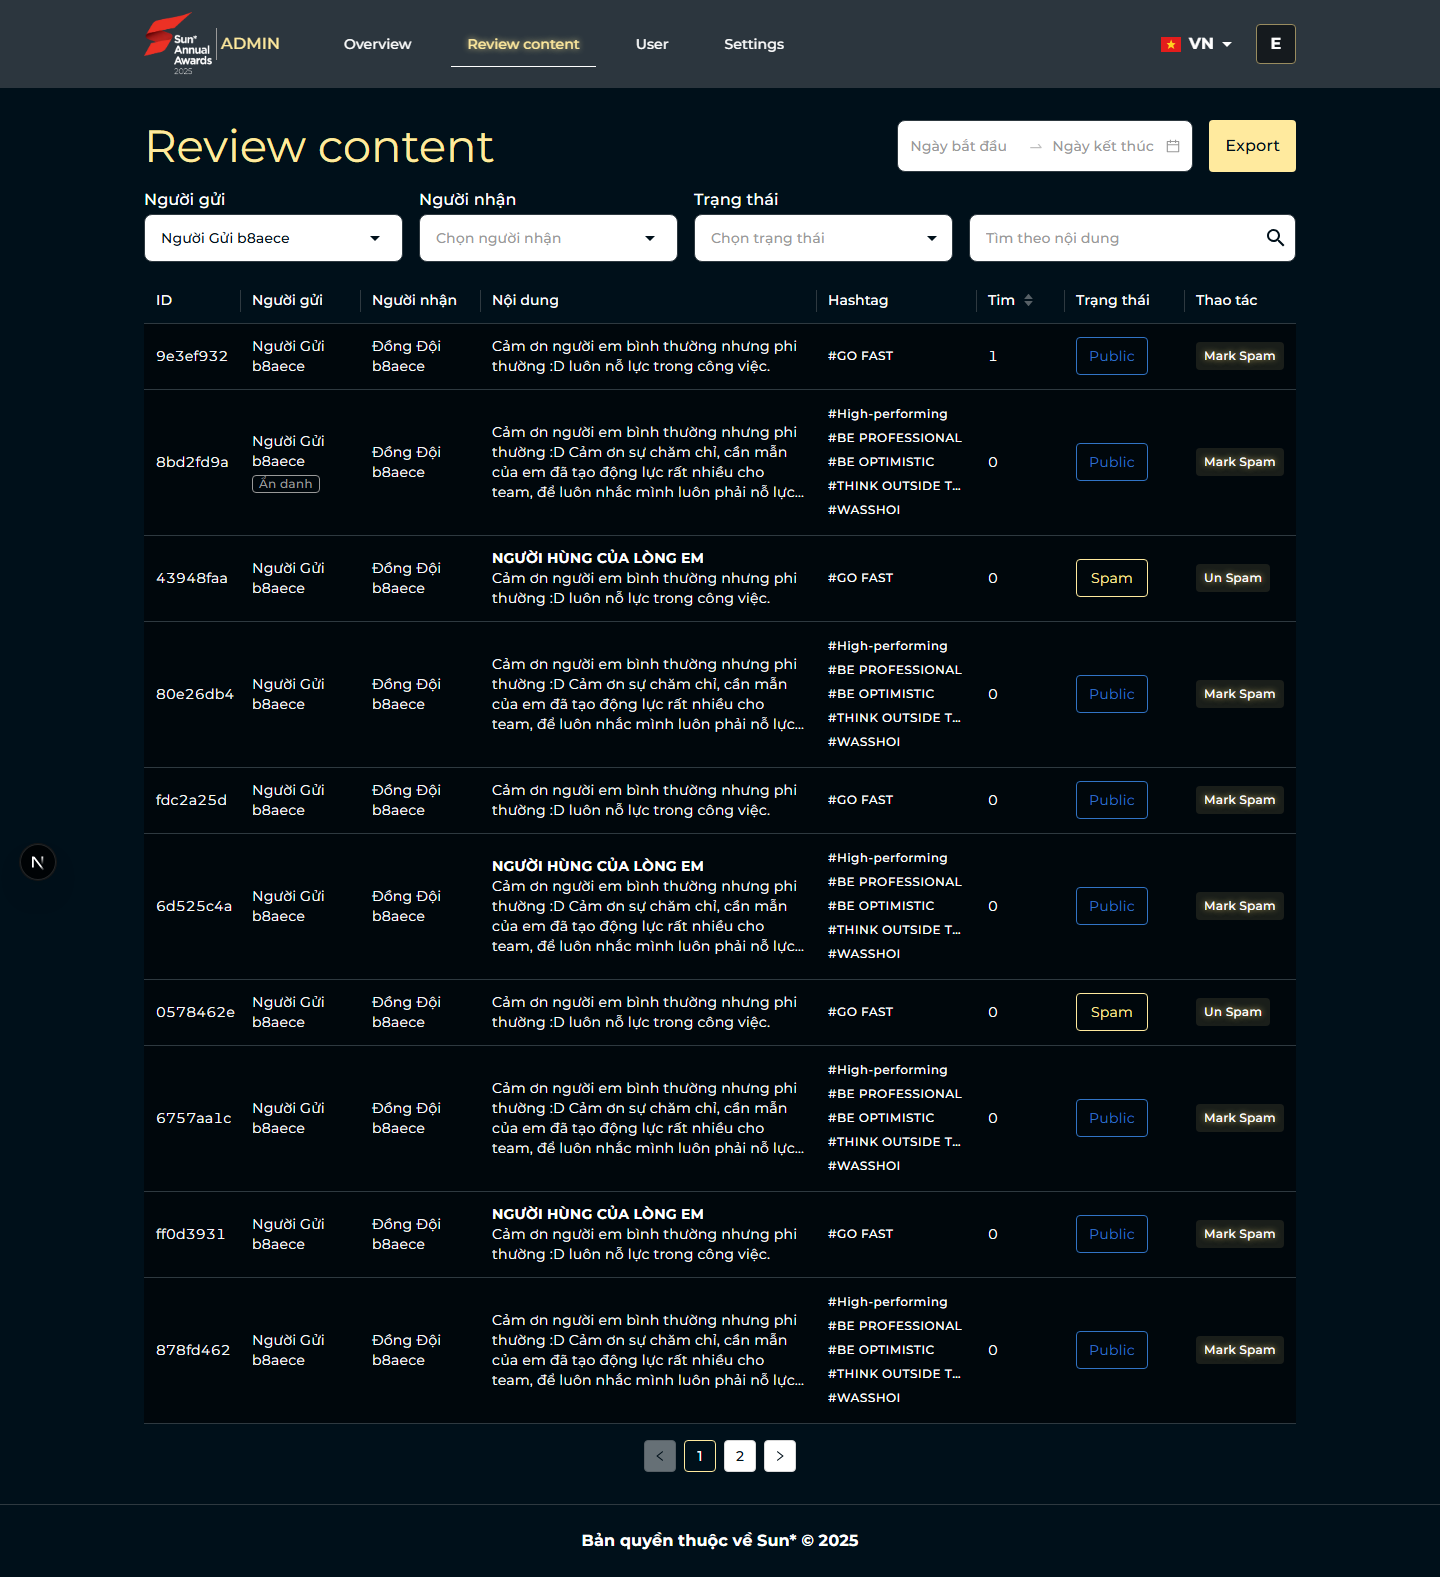 Sun*
Annual
Awards
2025
ADMIN
Overview
Review content
User
Settings
VN
E
Review content
Ngày bắt đầu
Ngày kết thúc
Export
Người gửi
Người nhận
Trạng thái
Người Gửi b8aece
Chọn người nhận
Chọn trạng thái
Tìm theo nội dung
ID
Người gửi
Người nhận
Nội dung
Hashtag
Tim
Trạng thái
Thao tác
9e3ef932
Người Gửi
b8aece
Đồng Đội
b8aece
Cảm ơn người em bình thường nhưng phi
thường :D luôn nỗ lực trong công việc.
#GO FAST
1
Public
Mark Spam
8bd2fd9a
Người Gửi
b8aece
Ẩn danh
Đồng Đội
b8aece
Cảm ơn người em bình thường nhưng phi
thường :D Cảm ơn sự chăm chỉ, cần mẫn
của em đã tạo động lực rất nhiều cho
team, để luôn nhắc mình luôn phải nỗ lực...
#High-performing
#BE PROFESSIONAL
#BE OPTIMISTIC
#THINK OUTSIDE T...
#WASSHOI
0
Public
Mark Spam
43948faa
Người Gửi
b8aece
Đồng Đội
b8aece
NGƯỜI HÙNG CỦA LÒNG EM
Cảm ơn người em bình thường nhưng phi
thường :D luôn nỗ lực trong công việc.
#GO FAST
0
Spam
Un Spam
80e26db4
Người Gửi
b8aece
Đồng Đội
b8aece
Cảm ơn người em bình thường nhưng phi
thường :D Cảm ơn sự chăm chỉ, cần mẫn
của em đã tạo động lực rất nhiều cho
team, để luôn nhắc mình luôn phải nỗ lực...
#High-performing
#BE PROFESSIONAL
#BE OPTIMISTIC
#THINK OUTSIDE T...
#WASSHOI
0
Public
Mark Spam
fdc2a25d
Người Gửi
b8aece
Đồng Đội
b8aece
Cảm ơn người em bình thường nhưng phi
thường :D luôn nỗ lực trong công việc.
#GO FAST
0
Public
Mark Spam
N
6d525c4a
Người Gửi
b8aece
Đồng Đội
b8aece
NGƯỜI HÙNG CỦA LÒNG EM
Cảm ơn người em bình thường nhưng phi
thường :D Cảm ơn sự chăm chỉ, cần mẫn
của em đã tạo động lực rất nhiều cho
team, để luôn nhắc mình luôn phải nỗ lực...
#High-performing
#BE PROFESSIONAL
#BE OPTIMISTIC
#THINK OUTSIDE T...
#WASSHOI
0
Public
Mark Spam
0578462e
Người Gửi
b8aece
Đồng Đội
b8aece
Cảm ơn người em bình thường nhưng phi
thường :D luôn nỗ lực trong công việc.
#GO FAST
0
Spam
Un Spam
6757aa1c
Người Gửi
b8aece
Đồng Đội
b8aece
Cảm ơn người em bình thường nhưng phi
thường :D Cảm ơn sự chăm chỉ, cần mẫn
của em đã tạo động lực rất nhiều cho
team, để luôn nhắc mình luôn phải nỗ lực...
#High-performing
#BE PROFESSIONAL
#BE OPTIMISTIC
#THINK OUTSIDE T...
#WASSHOI
0
Public
Mark Spam
ff0d3931
Người Gửi
b8aece
Đồng Đội
b8aece
NGƯỜI HÙNG CỦA LÒNG EM
Cảm ơn người em bình thường nhưng phi
thường :D luôn nỗ lực trong công việc.
#GO FAST
0
Public
Mark Spam
878fd462
Người Gửi
b8aece
Đồng Đội
b8aece
Cảm ơn người em bình thường nhưng phi
thường :D Cảm ơn sự chăm chỉ, cần mẫn
của em đã tạo động lực rất nhiều cho
team, để luôn nhắc mình luôn phải nỗ lực...
#High-performing
#BE PROFESSIONAL
#BE OPTIMISTIC
#THINK OUTSIDE T...
#WASSHOI
0
Public
Mark Spam
1
2
Bản quyền thuộc về Sun* © 2025